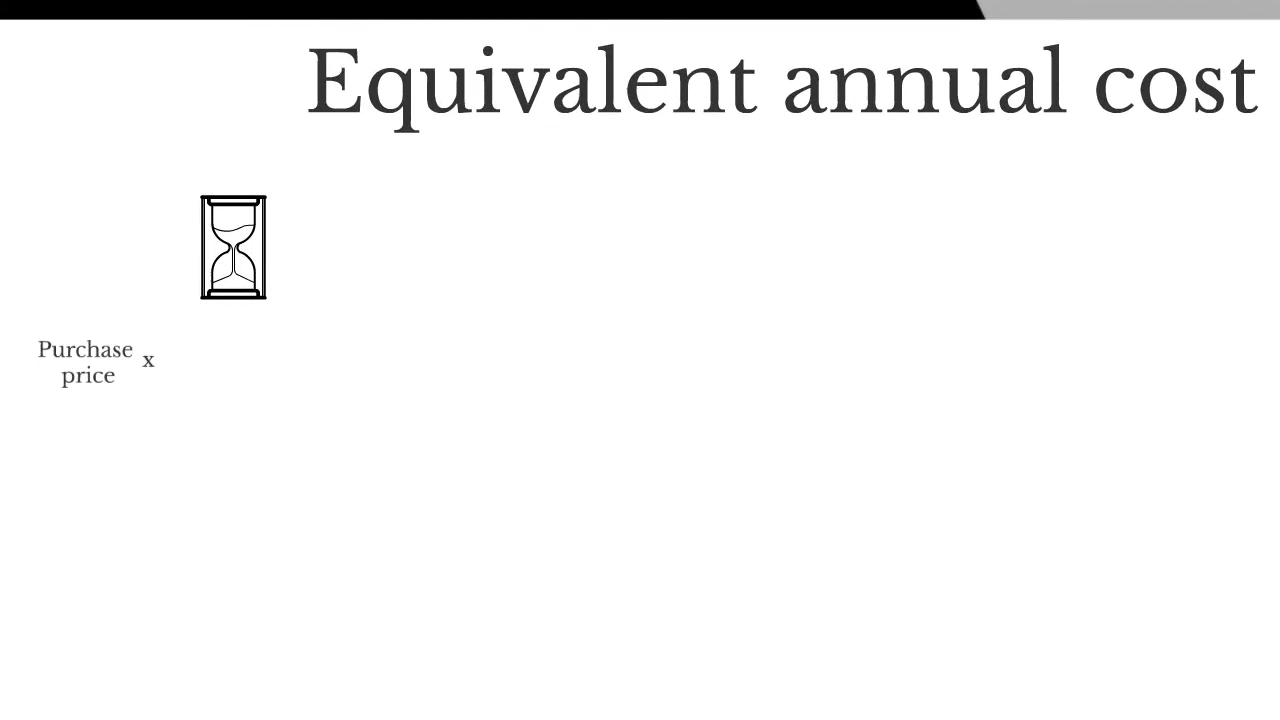 Equivalent annual cost
Purchase
price
x